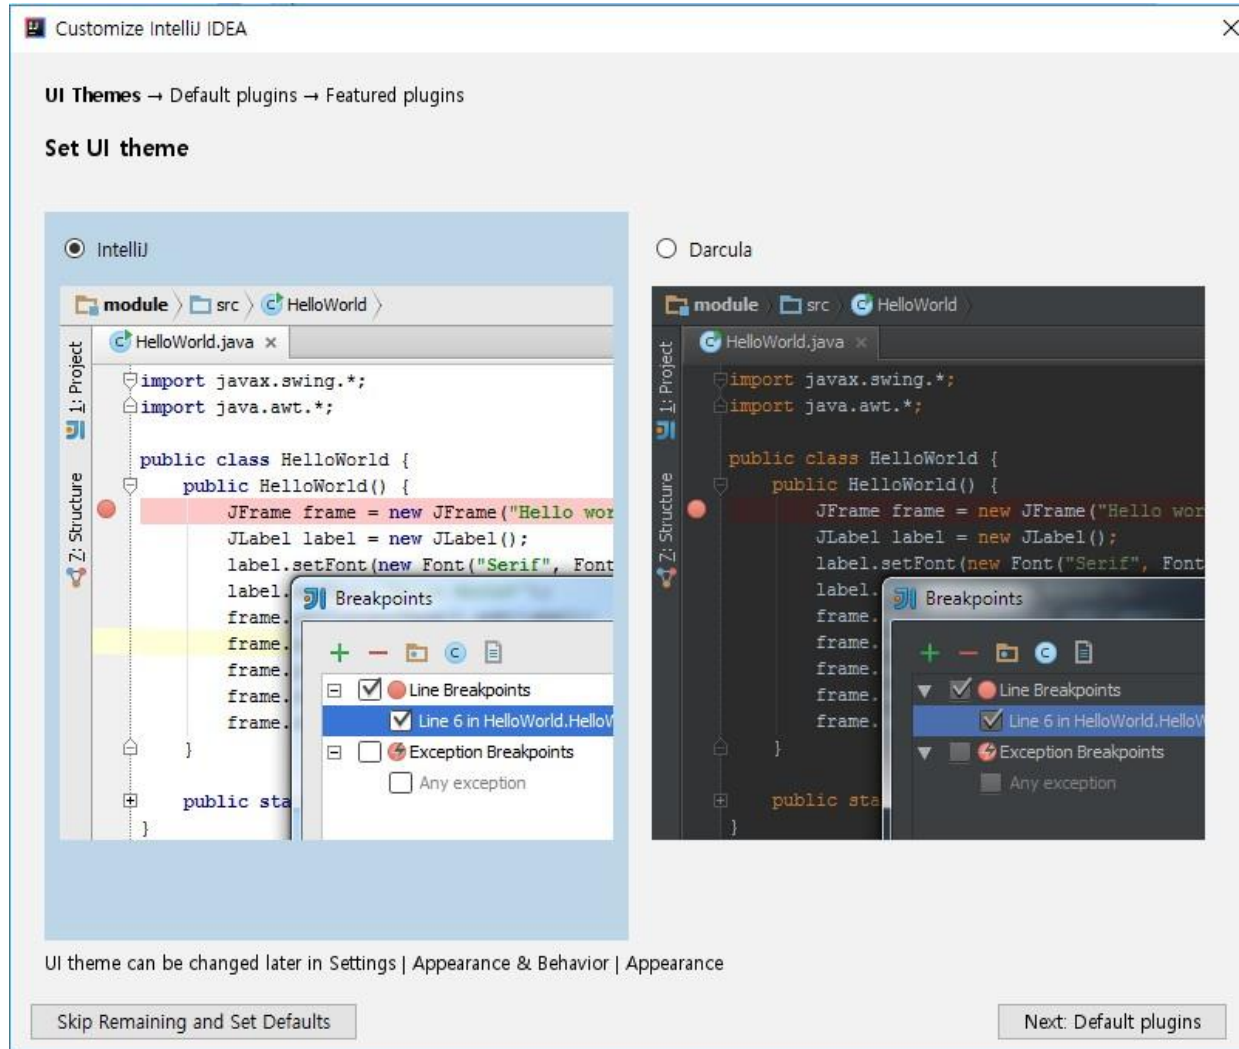 Customize IntelliJ IDEA
UI Themes → Default plugins → Featured plugins
Set UI theme
IntelliJ
module src HelloWorld
HelloWorld.java ×
1: Project
7: Structure
import javax.swing.*;
import java.awt.*;
public class HelloWorld {
public HelloWorld() {
JFrame frame = new JFrame("Hello wor
JLabel label = new JLabel();
label.setFont(new Font("Serif", Font
label.
frame.
frame.
frame.
frame.
frame.
}
public sta
}
Breakpoints
Line Breakpoints
Line 6 in HelloWorld.HelloW
Exception Breakpoints
Any exception
Darcula
module src HelloWorld
HelloWorld.java ×
1: Project
7: Structure
import javax.swing.*;
import java.awt.*;
public class HelloWorld {
public HelloWorld() {
JFrame frame = new JFrame("Hello wor
JLabel label = new JLabel();
label.setFont(new Font("Serif", Font
label.
frame.
frame.
frame.
frame.
frame.
}
public sta
}
Breakpoints
Line Breakpoints
Line 6 in HelloWorld.HelloW
Exception Breakpoints
Any exception
UI theme can be changed later in Settings | Appearance & Behavior | Appearance
Skip Remaining and Set Defaults
Next: Default plugins